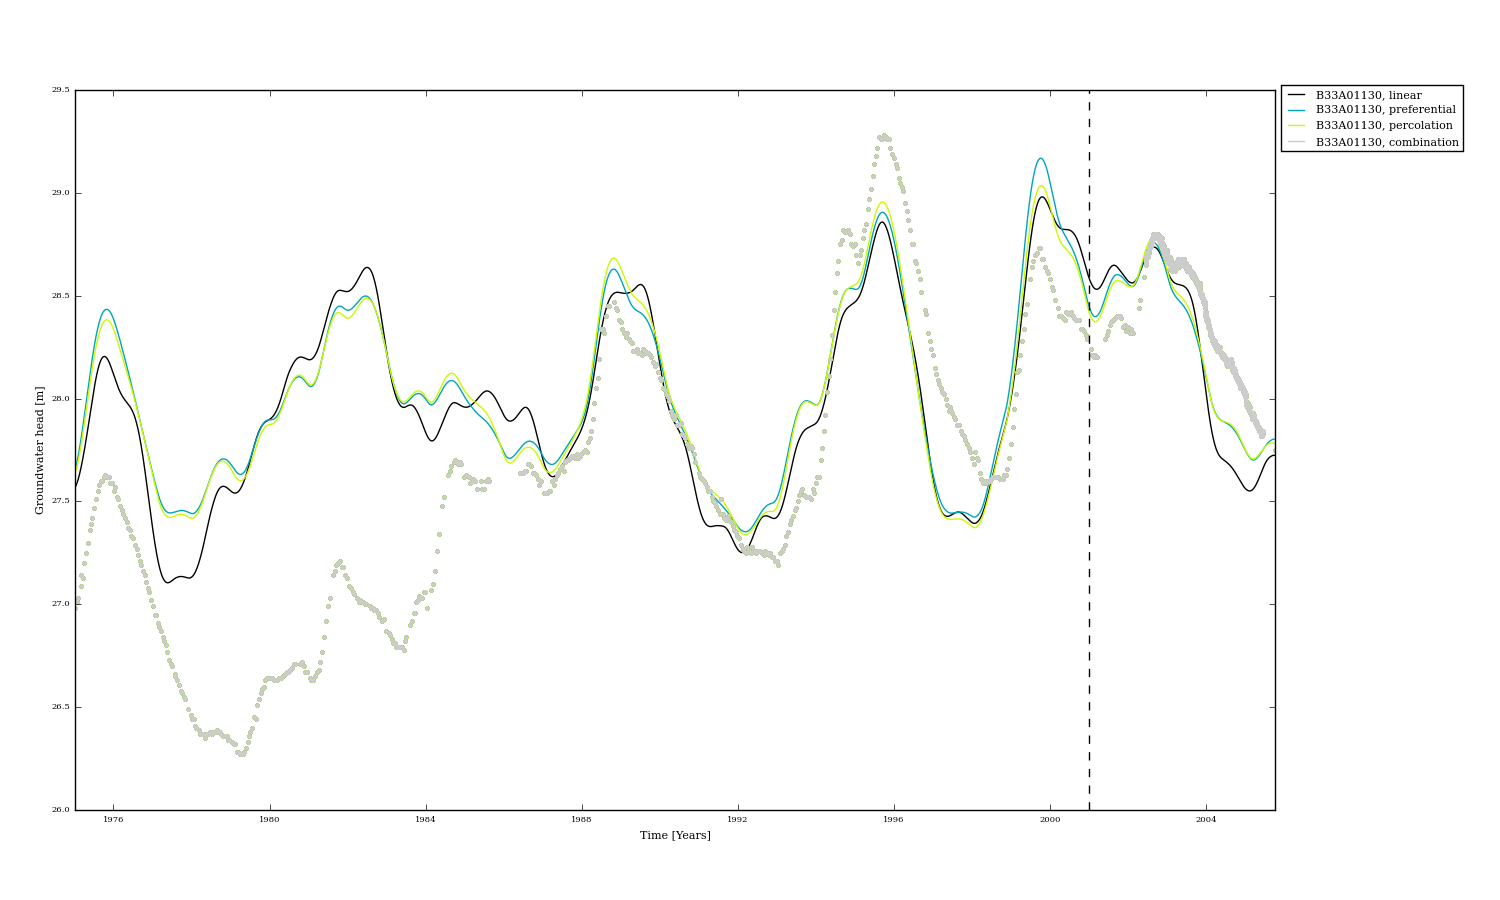 29.5
29.0
28.5
28.0
27.5
27.0
26.5
26.0
Groundwater head [m]
1976 1980 1984 1988 1992 1996 2000 2004
Time [Years]
B33A01130, linear
B33A01130, preferential
B33A01130, percolation
B33A01130, combination